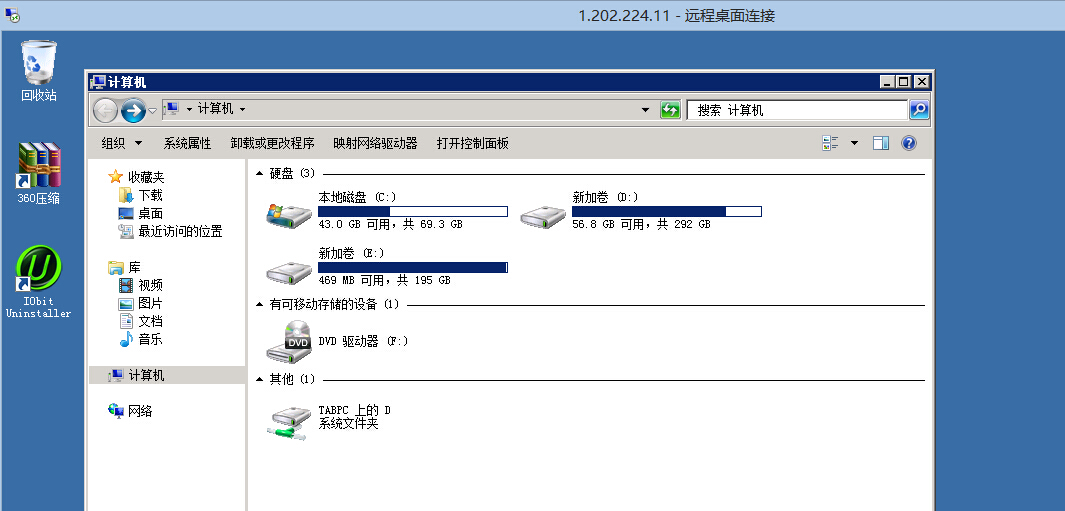 1.202.224.11 - 远程桌面连接
回收站
360压缩
IObit
Uninstaller
计算机
计算机
搜索 计算机
组织
系统属性
卸载或更改程序
映射网络驱动器
打开控制面板
收藏夹
下载
桌面
最近访问的位置
库
视频
图片
文档
音乐
计算机
网络
硬盘 (3)
本地磁盘 (C:)
43.0 GB 可用，共 69.3 GB
新加卷 (D:)
56.8 GB 可用，共 292 GB
新加卷 (E:)
469 MB 可用，共 195 GB
有可移动存储的设备 (1)
DVD
DVD 驱动器 (F:)
其他 (1)
TABPC 上的 D
系统文件夹